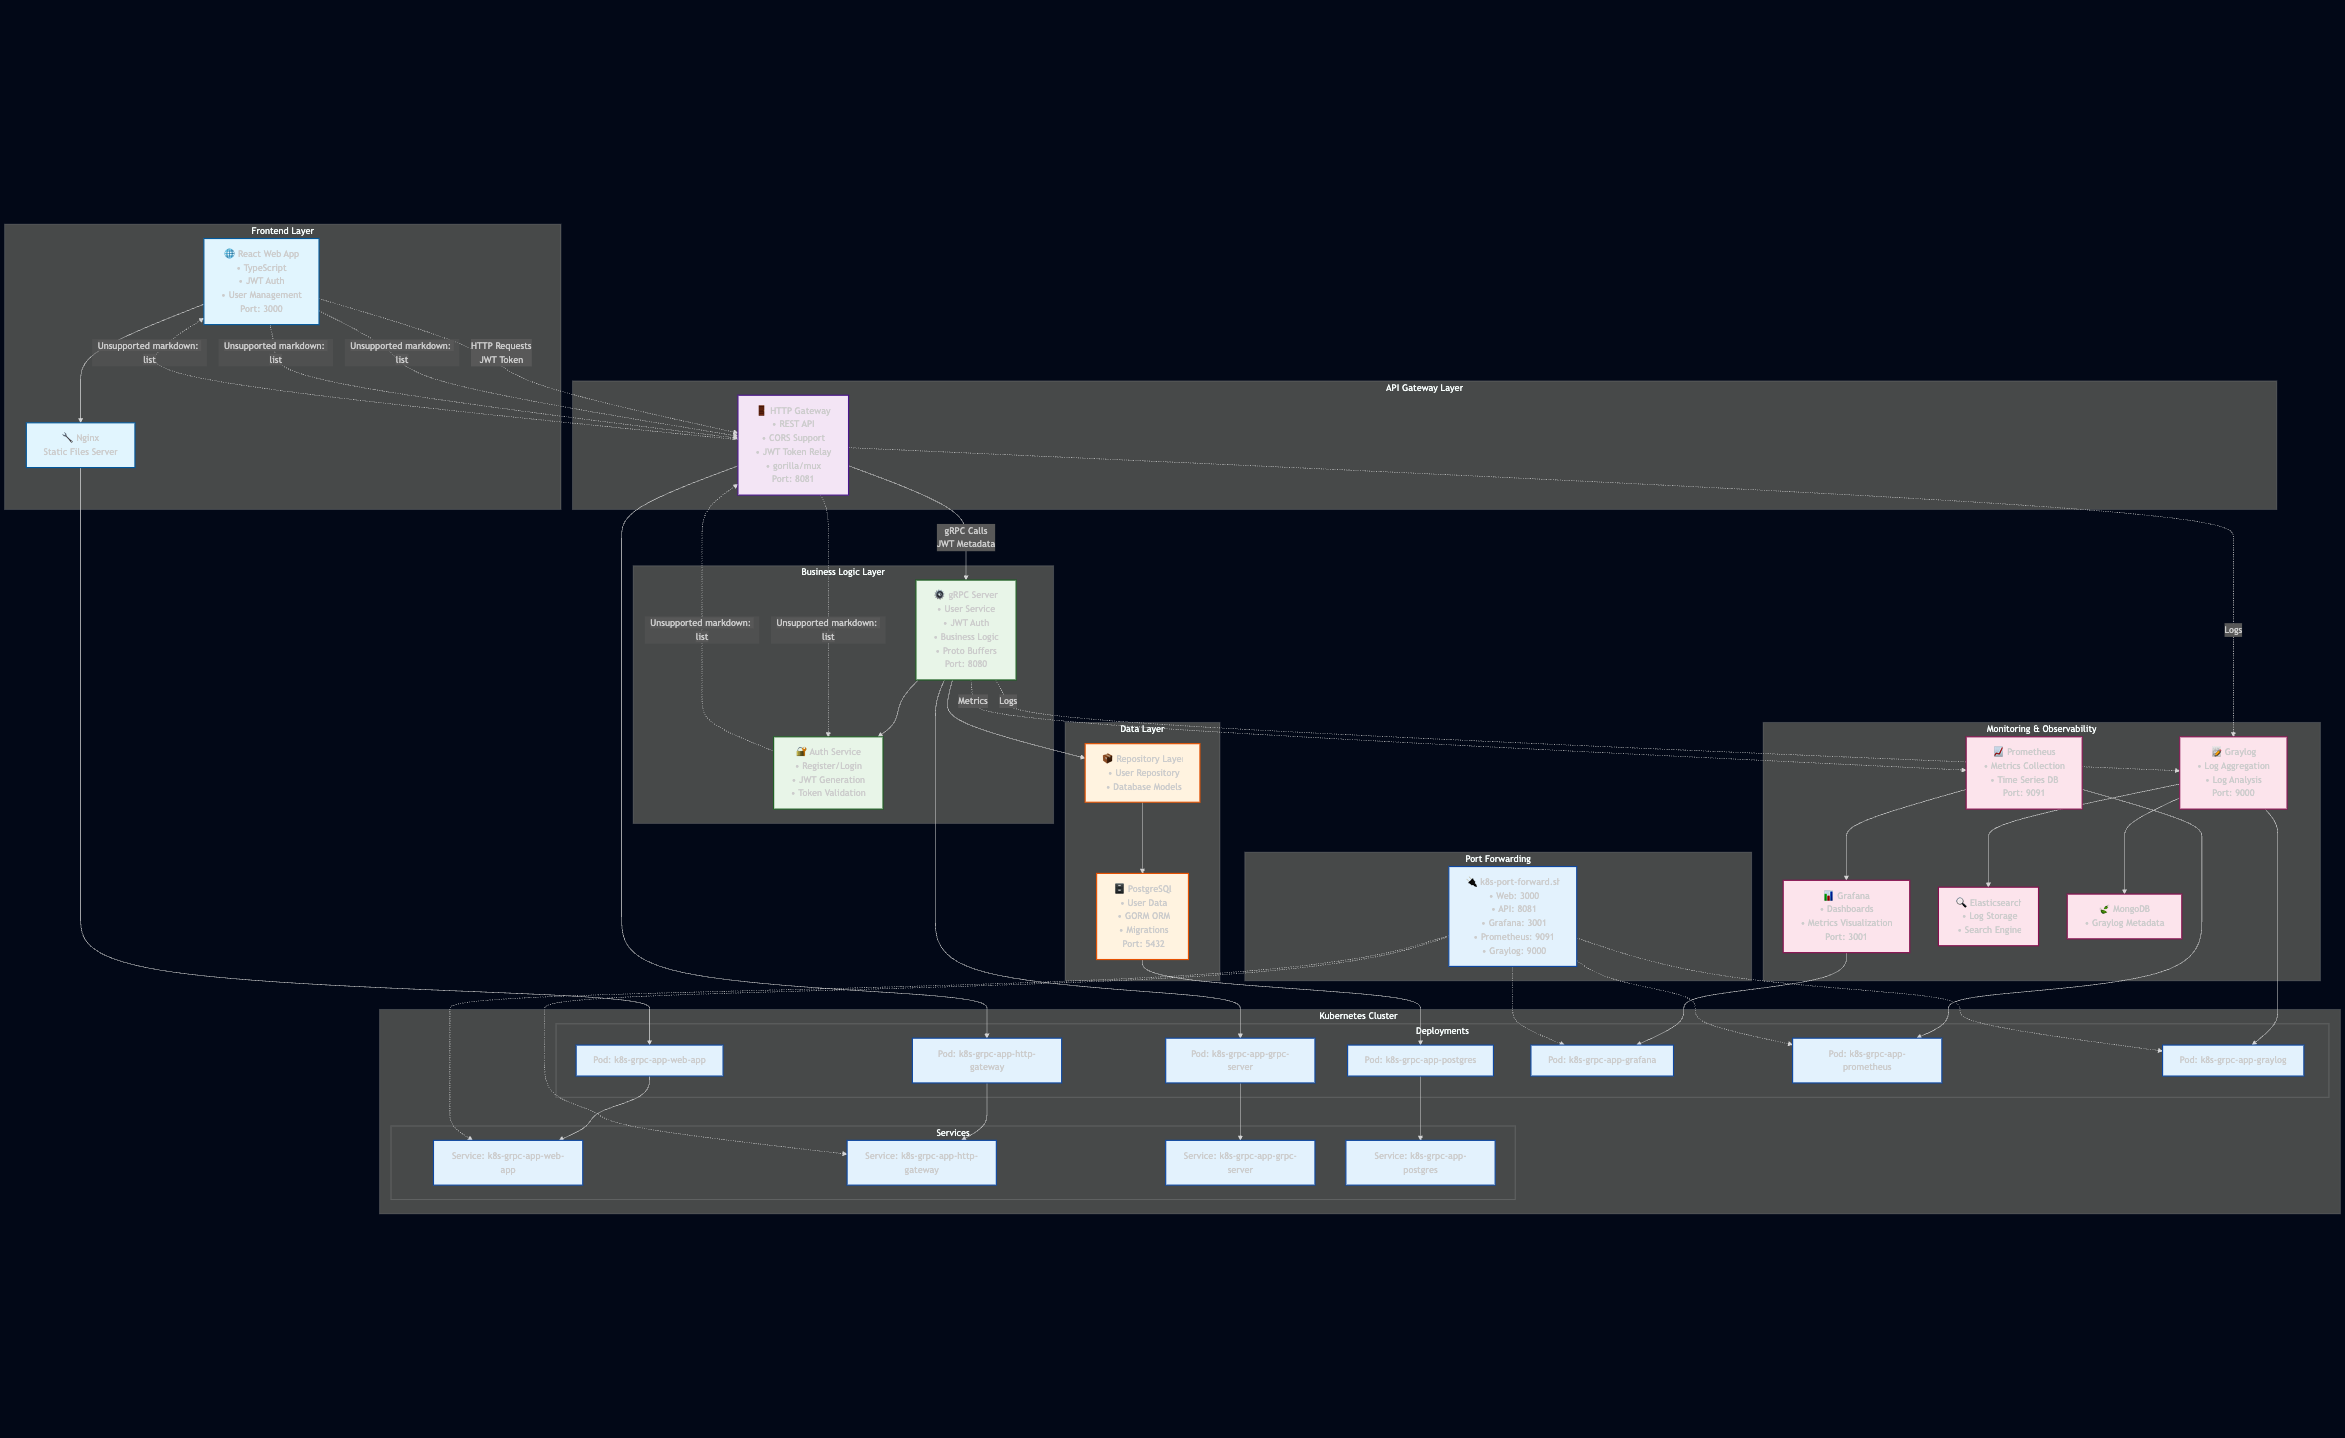 Frontend Layer
React Web App
• TypeScript
• JWT Auth
• User Management
Port: 3000
Unsupported markdown:
list
Unsupported markdown:
list
Unsupported markdown:
list
HTTP Requests
JWT Token
Nginx
Static Files Server
API Gateway Layer
HTTP Gateway
• REST API
• CORS Support
• JWT Token Relay
• gorilla/mux
Port: 8081
gRPC Calls
JWT Metadata
Business Logic Layer
gRPC Server
• User Service
• JWT Auth
• Business Logic
• Proto Buffers
Port: 8080
Unsupported markdown:
list
Unsupported markdown:
list
Logs
Metrics
Logs
Auth Service
• Register/Login
• JWT Generation
• Token Validation
Data Layer
Repository Layer
• User Repository
• Database Models
PostgreSQL
• User Data
• GORM ORM
• Migrations
Port: 5432
Monitoring & Observability
Prometheus
• Metrics Collection
• Time Series DB
Port: 9091
Graylog
• Log Aggregation
• Log Analysis
Port: 9000
Grafana
• Dashboards
• Metrics Visualization
Port: 3001
Elasticsearch
• Log Storage
• Search Engine
MongoDB
• Graylog Metadata
Port Forwarding
k8s-port-forward.sh
• Web: 3000
• API: 8081
• Grafana: 3001
• Prometheus: 9091
• Graylog: 9000
Kubernetes Cluster
Deployments
Pod: k8s-grpc-app-web-app
Pod: k8s-grpc-app-http-
gateway
Pod: k8s-grpc-app-grpc-
server
Pod: k8s-grpc-app-postgres
Pod: k8s-grpc-app-grafana
Pod: k8s-grpc-app-
prometheus
Pod: k8s-grpc-app-graylog
Services
Service: k8s-grpc-app-web-
app
Service: k8s-grpc-app-http-
gateway
Service: k8s-grpc-app-grpc-
server
Service: k8s-grpc-app-
postgres